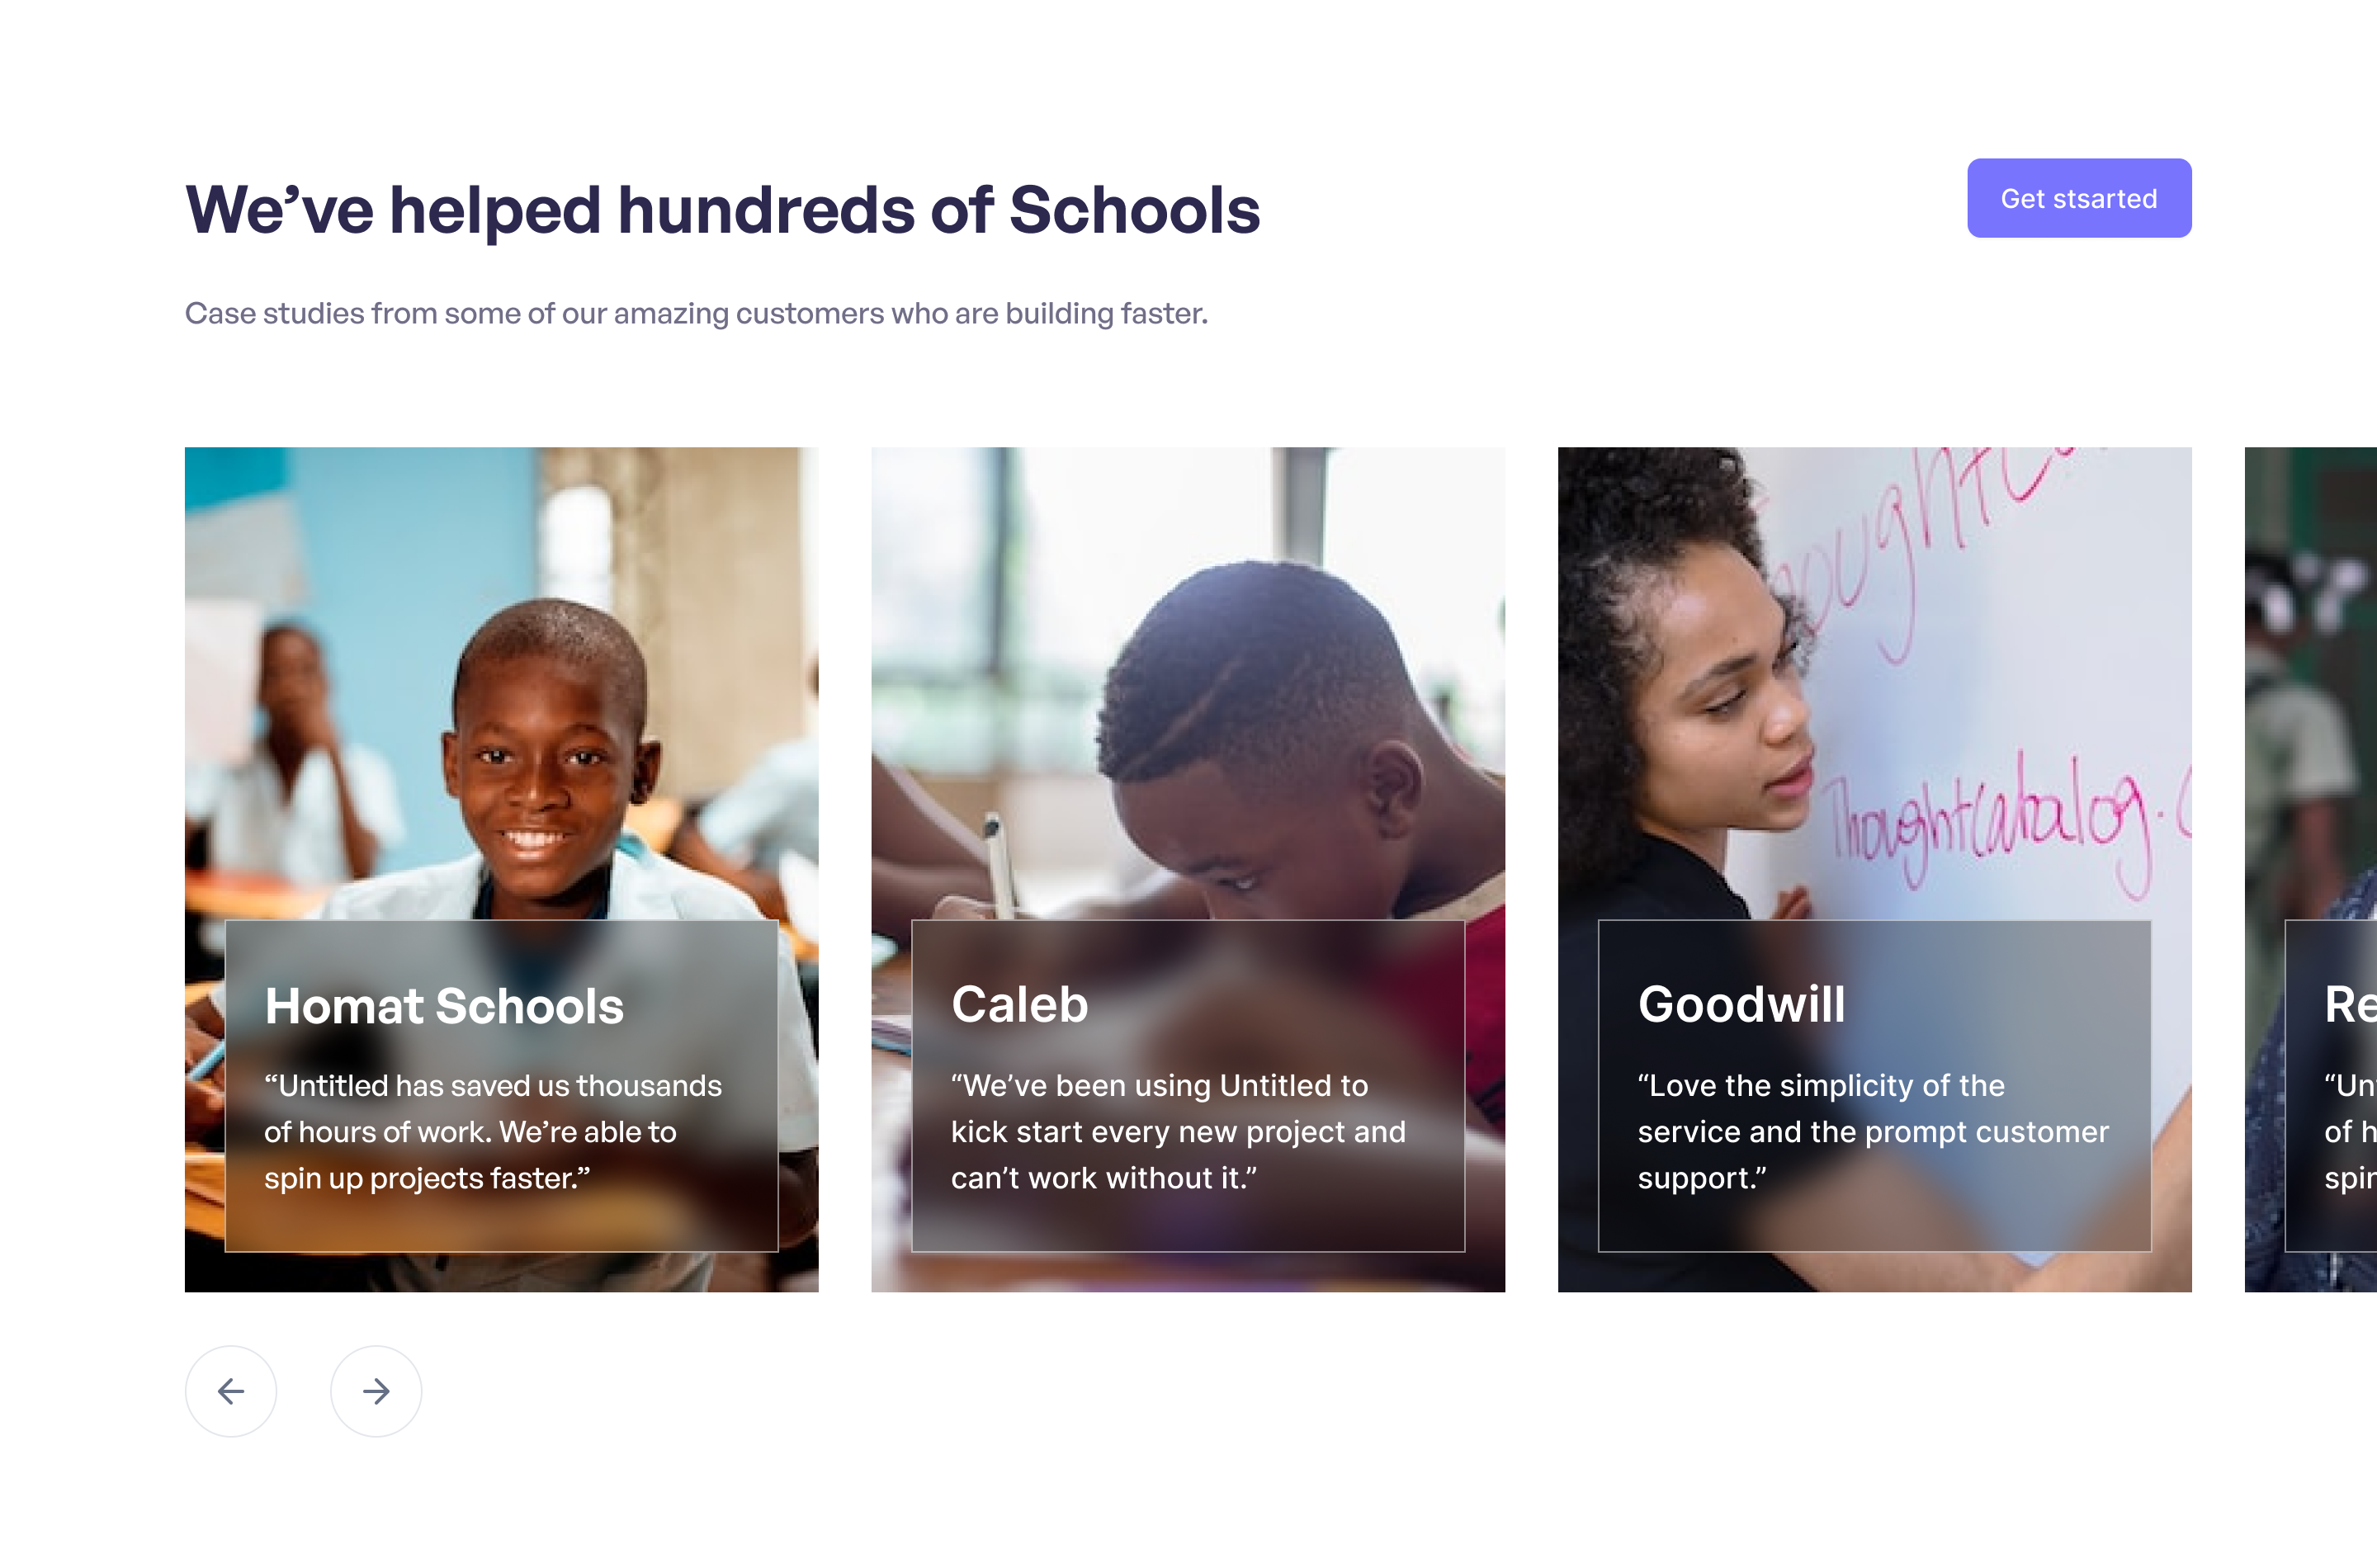 We’ve helped hundreds of Schools
Get stsarted
Case studies from some of our amazing customers who are building faster.
Homat Schools
“Untitled has saved us thousands
of hours of work. We’re able to
spin up projects faster.”
Caleb
“We’ve been using Untitled to
kick start every new project and
can’t work without it.”
ThoughtCatalog.
Goodwill
“Love the simplicity of the
service and the prompt customer
support.”
Re
“Un
of h
spin